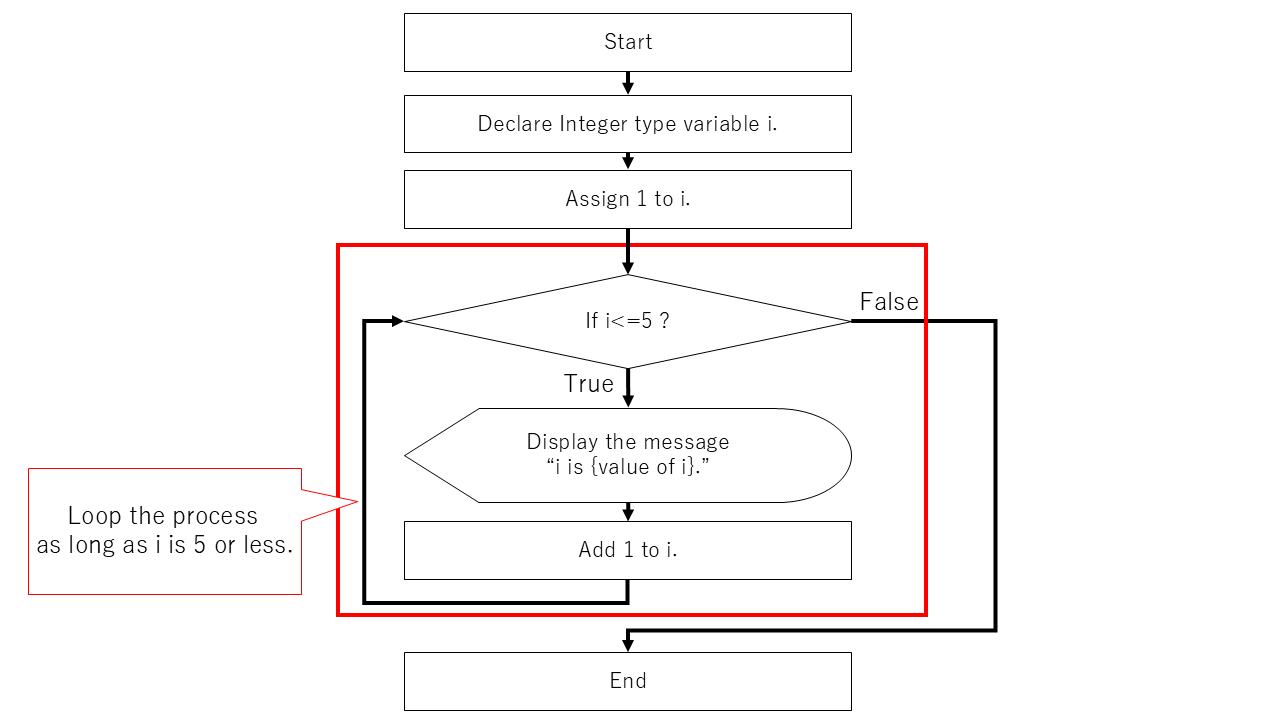 Start
Declare Integer type variable i.
Assign 1 to i.
If i<=5 ?
False
True
Display the message
“i is {value of i}.”
Loop the process
as long as i is 5 or less.
Add 1 to i.
End